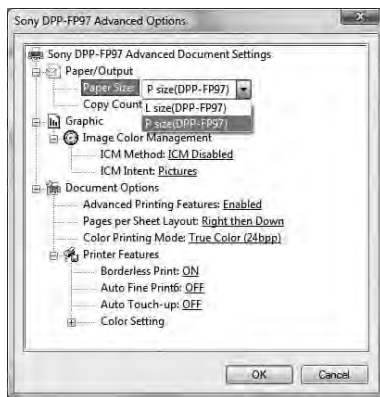 Sony DPP-FP97 Advanced Options
Sony DPP-FP97 Advanced Document Settings
Paper/Output
Paper Size: P size(DPP-FP97)
Copy Count L size(DPP-FP97)
P size(DPP-FP97)
Graphic
Image Color Management
ICM Method: ICM Disabled
ICM Intent: Pictures
Document Options
Advanced Printing Features: Enabled
Pages per Sheet Layout: Right then Down
Color Printing Mode: True Color (24bpp)
Printer Features
Borderless Print: ON
Auto Fine Print6: OFF
Auto Touch-up: OFF
Color Setting
OK Cancel